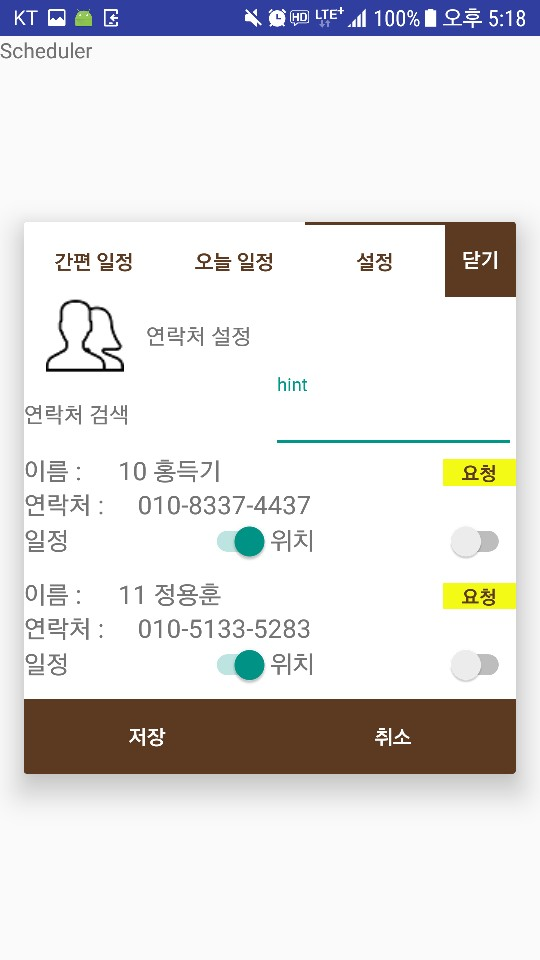 KT HD LTE+ 100% 오후 5:18
Scheduler
간편 일정 오늘 일정 설정 닫기
연락처 설정
hint
연락처 검색
이름 : 10 홍득기 요청
연락처 : 010-8337-4437
일정 위치
이름 : 11 정용훈 요청
연락처 : 010-5133-5283
일정 위치
저장 취소